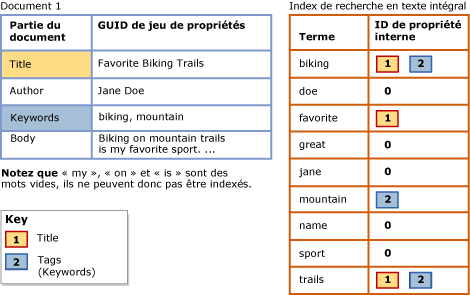 Document 1
Partie du document
GUID de jeu de propriétés
Title
Favorite Biking Trails
Author
Jane Doe
Keywords
biking, mountain
Body
Biking on mountain trails
is my favorite sport. ...
Notez que « my », « on » et « is » sont des
mots vides, ils ne peuvent donc pas être indexés.
Key
1 Title
2 Tags
(Keywords)
Index de recherche en texte intégral
Terme
ID de propriété
interne
biking 1 2
doe 0
favorite 1
great 0
jane 0
mountain 2
name 0
sport 0
trails 1 2